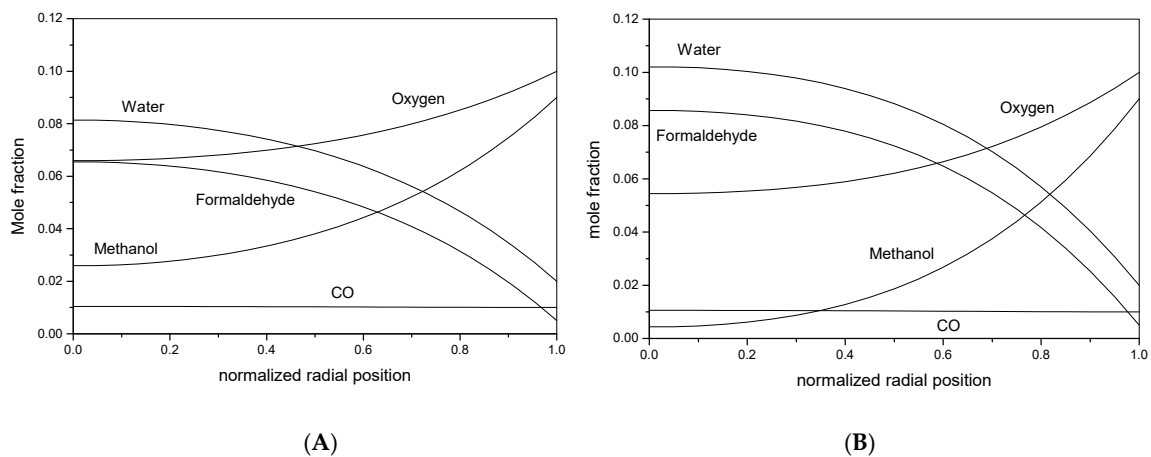 0.12
0.10
0.08
0.06
0.04
0.02
0.00
Mole fraction
Water
Oxygen
Formaldehyde
Methanol
CO
0.0 0.2 0.4 0.6 0.8 1.0
normalized radial position
(A)
0.12
0.10
0.08
0.06
0.04
0.02
0.00
mole fraction
Water
Oxygen
Formaldehyde
Methanol
CO
0.0 0.2 0.4 0.6 0.8 1.0
normalized radial position
(B)